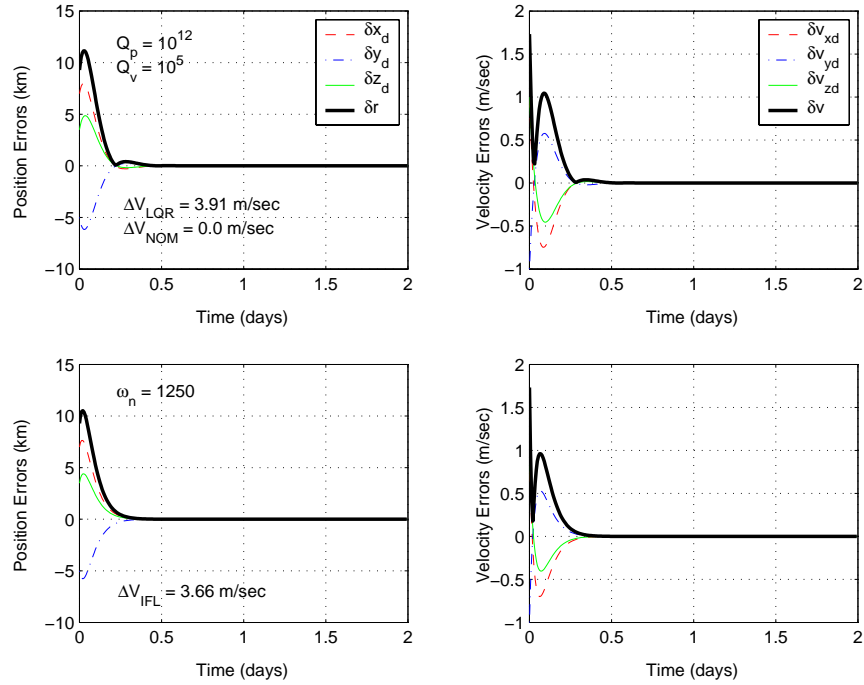 15
10
5
0
−5
−10
Position Errors (km)
Q_p = 10^12
Q_v = 10^5
δx_d
δy_d
δz_d
δr
ΔV_LQR = 3.91 m/sec
ΔV_NOM = 0.0 m/sec
0 0.5 1 1.5 2
Time (days)
2
1.5
1
0.5
0
−0.5
−1
Velocity Errors (m/sec)
δv_xd
δv_yd
δv_zd
δv
0 0.5 1 1.5 2
Time (days)
15
10
5
0
−5
−10
Position Errors (km)
ω_n = 1250
ΔV_IFL = 3.66 m/sec
0 0.5 1 1.5 2
Time (days)
2
1.5
1
0.5
0
−0.5
−1
Velocity Errors (m/sec)
0 0.5 1 1.5 2
Time (days)